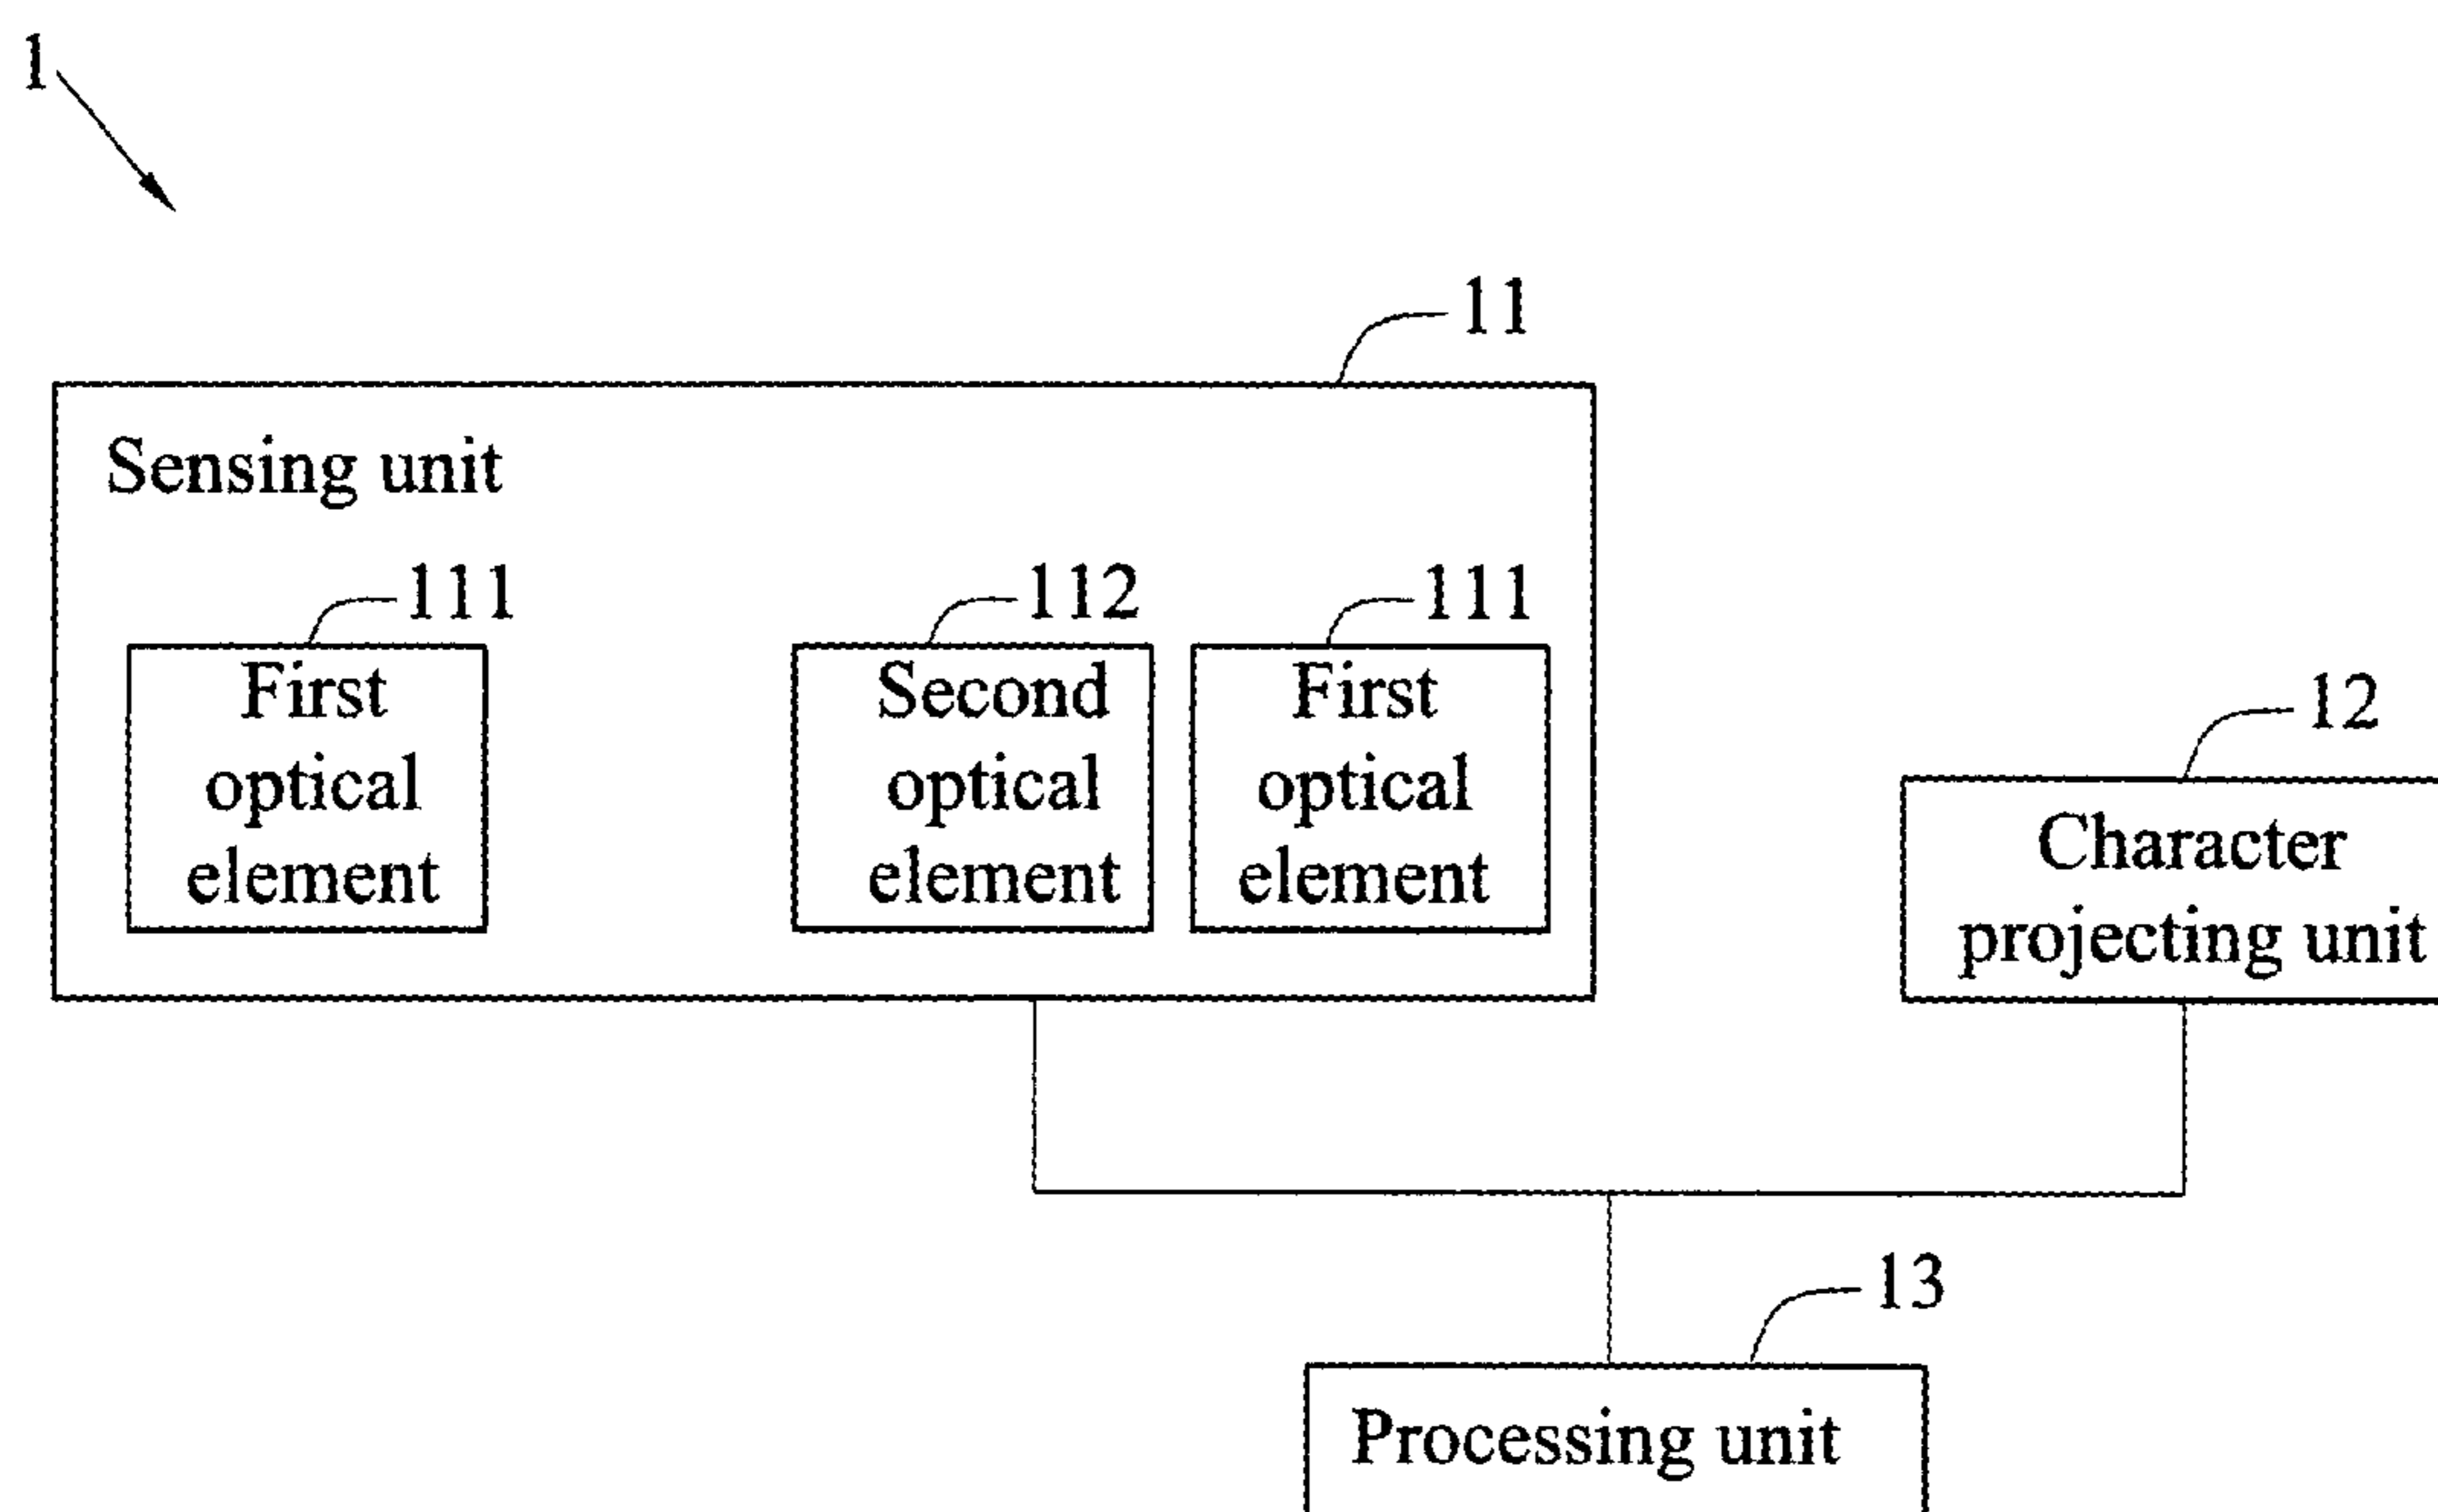 1
11
Sensing unit
111
112
111
First
optical
element
Second
optical
element
First
optical
element
12
Character
projecting unit
13
Processing unit